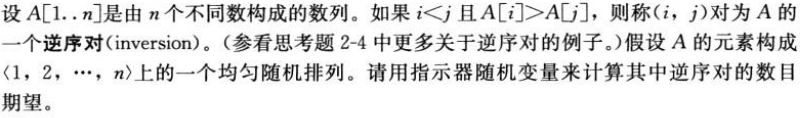 设 A[1..n]是由 n 个不同数构成的数列。如果 i<j 且 A[i]>A[j]，则称(i，j)对为 A 的
一个逆序对(inversion)。(参看思考题 2-4 中更多关于逆序对的例子。)假设 A 的元素构成
〈1，2，…，n〉上的一个均匀随机排列。请用指示器随机变量来计算其中逆序对的数目
期望。